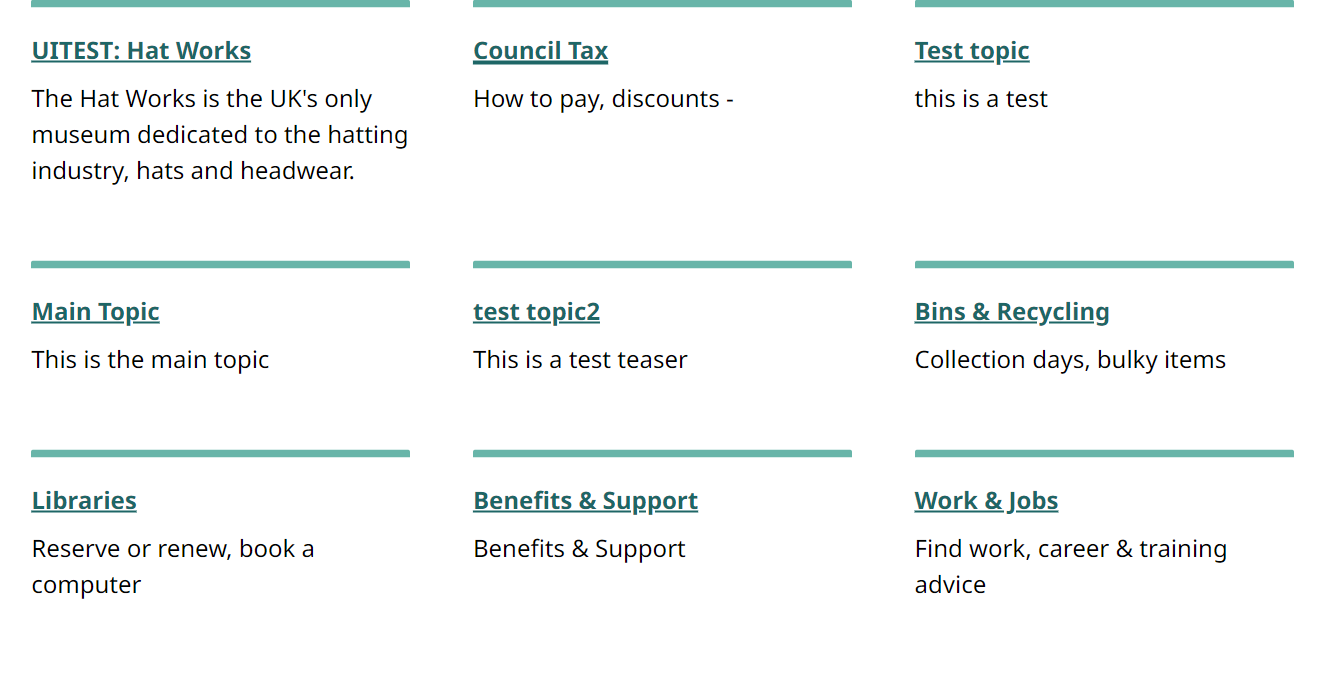 UITEST: Hat Works
The Hat Works is the UK's only
museum dedicated to the hatting
industry, hats and headwear.
Council Tax
How to pay, discounts -
Test topic
this is a test
Main Topic
This is the main topic
test topic2
This is a test teaser
Bins & Recycling
Collection days, bulky items
Libraries
Reserve or renew, book a
computer
Benefits & Support
Benefits & Support
Work & Jobs
Find work, career & training
advice